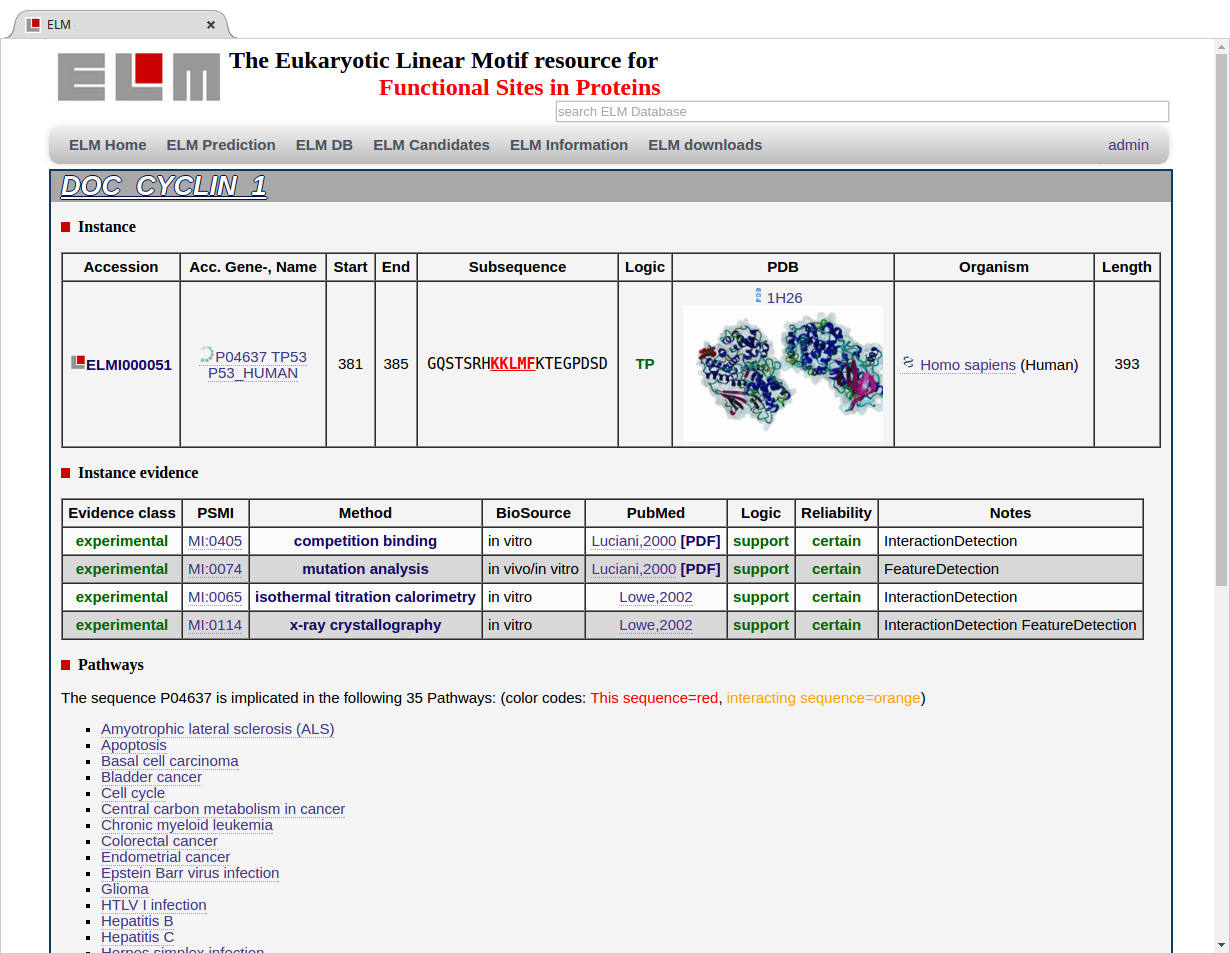 ELM
ELM
The Eukaryotic Linear Motif resource for
Functional Sites in Proteins
search ELM Database
ELM Home ELM Prediction ELM DB ELM Candidates ELM Information ELM downloads admin
DOC_CYCLIN_1
Instance
Accession Acc. Gene-, Name Start End Subsequence Logic PDB Organism Length
1H26
ELMI000051 P04637 TP53 381 385 GQSTSRHKKLMFKTEGPDSD TP Homo sapiens (Human) 393
P53_HUMAN
Instance evidence
Evidence class PSMI Method BioSource PubMed Logic Reliability Notes
experimental MI:0405 competition binding in vitro Luciani,2000 [PDF] support certain InteractionDetection
experimental MI:0074 mutation analysis in vivo/in vitro Luciani,2000 [PDF] support certain FeatureDetection
experimental MI:0065 isothermal titration calorimetry in vitro Lowe,2002 support certain InteractionDetection
experimental MI:0114 x-ray crystallography in vitro Lowe,2002 support certain InteractionDetection FeatureDetection
Pathways
The sequence P04637 is implicated in the following 35 Pathways: (color codes: This sequence=red, interacting sequence=orange)
Amyotrophic lateral sclerosis (ALS)
Apoptosis
Basal cell carcinoma
Bladder cancer
Cell cycle
Central carbon metabolism in cancer
Chronic myeloid leukemia
Colorectal cancer
Endometrial cancer
Epstein Barr virus infection
Glioma
HTLV I infection
Hepatitis B
Hepatitis C
Herpes simplex infection